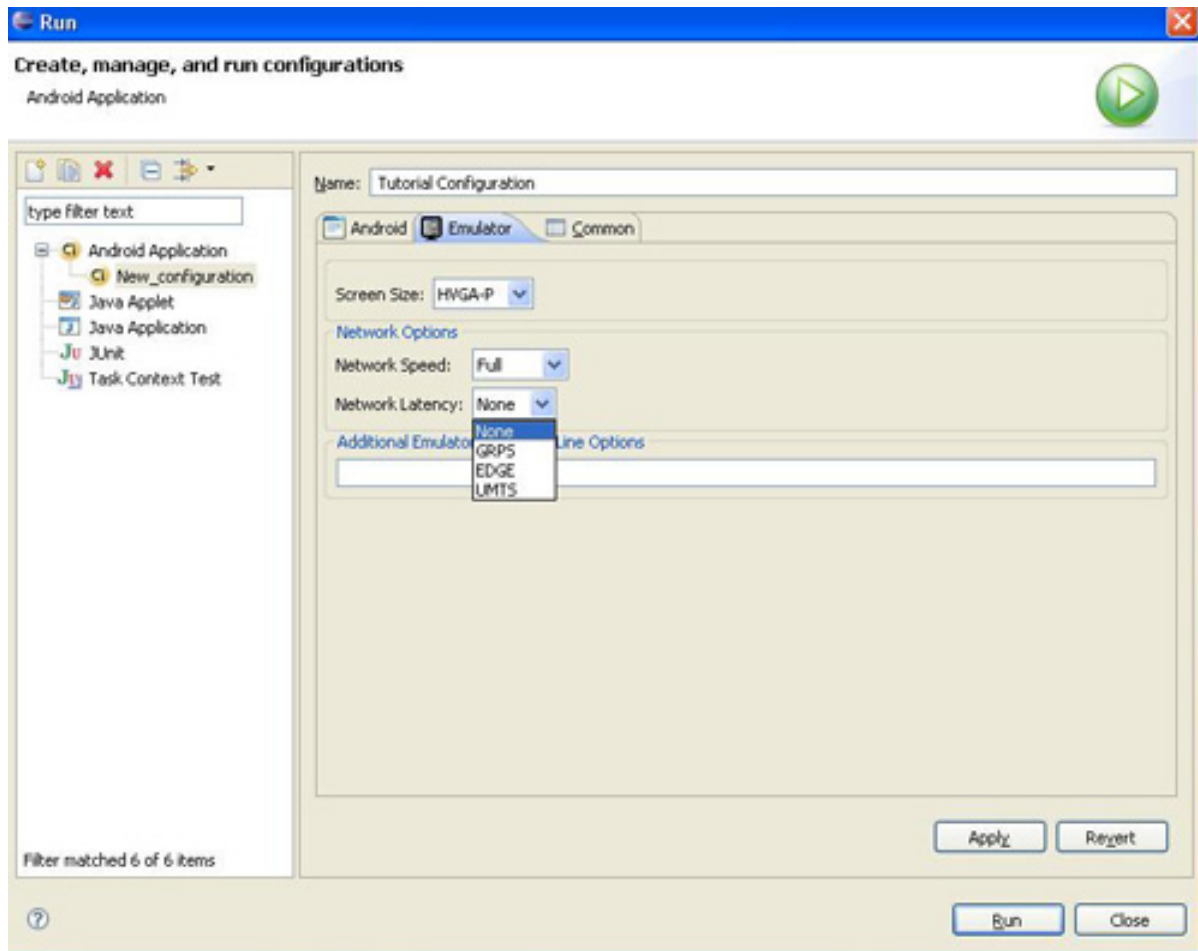 Run
Create, manage, and run configurations
Android Application
type filter text
Android Application
New_configuration
Java Applet
Java Application
JUnit
Task Context Test
Filter matched 6 of 6 items
Name: Tutorial Configuration
Android Emulator Common
Screen Size: HVGA-P
Network Options
Network Speed: Full
Network Latency: None
None
GRPS
EDGE
UMTS
Additional Emulato Line Options
Apply Revert
Run Close